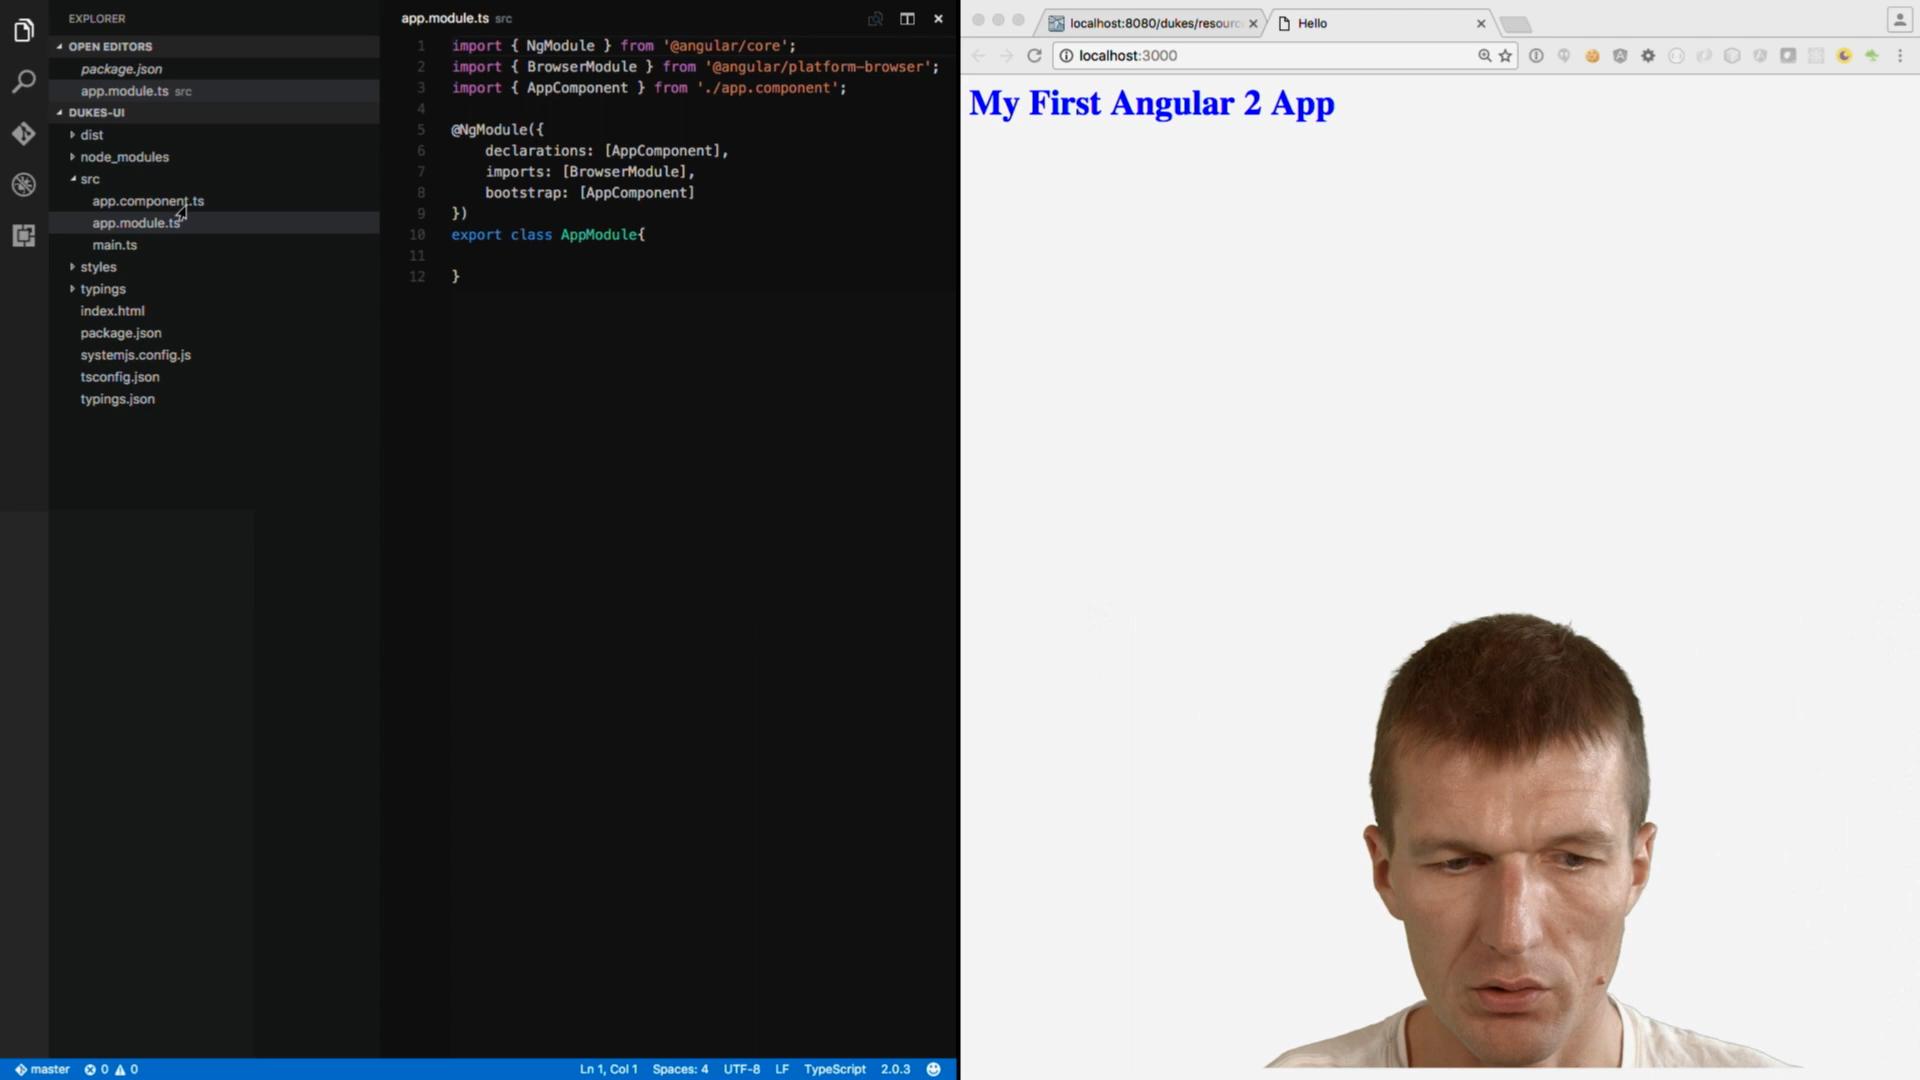 EXPLORER
OPEN EDITORS
package.json
app.module.ts src
DUKES-UI
dist
node_modules
src
app.component.ts
app.module.ts
main.ts
styles
typings
index.html
package.json
systemjs.config.js
tsconfig.json
typings.json
app.module.ts src
1 import { NgModule } from '@angular/core';
2 import { BrowserModule } from '@angular/platform-browser';
3 import { AppComponent } from './app.component';
4
5 @NgModule({
6 declarations: [AppComponent],
7 imports: [BrowserModule],
8 bootstrap: [AppComponent]
9 })
10 export class AppModule{
11
12 }
master 0 0
Ln 1, Col 1 Spaces: 4 UTF-8 LF TypeScript 2.0.3
localhost:8080/dukes/resourc
Hello
localhost:3000
My First Angular 2 App